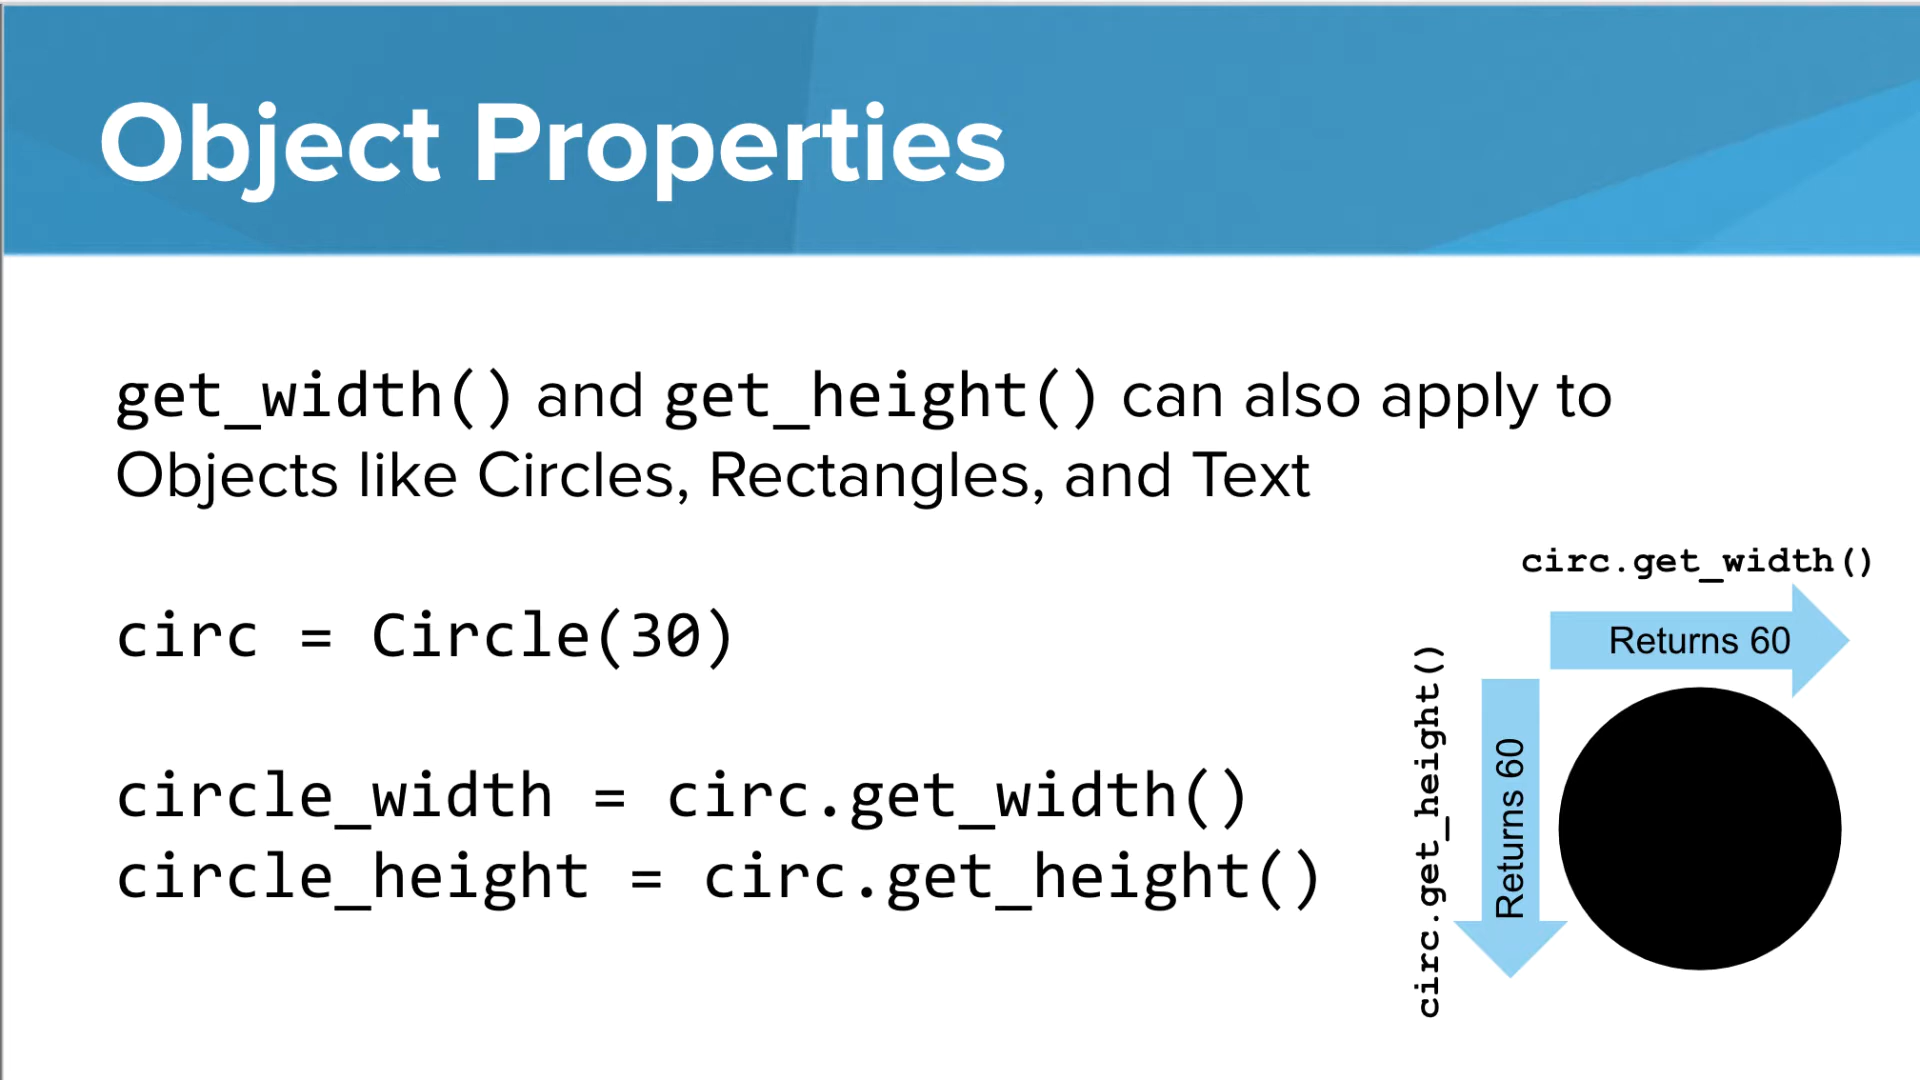 Object Properties
get_width() and get_height() can also apply to
Objects like Circles, Rectangles, and Text
circ = Circle(30)
circle_width = circ.get_width()
circle_height = circ.get_height()
circ.get_width()
Returns 60
circ.get_height()
Returns 60